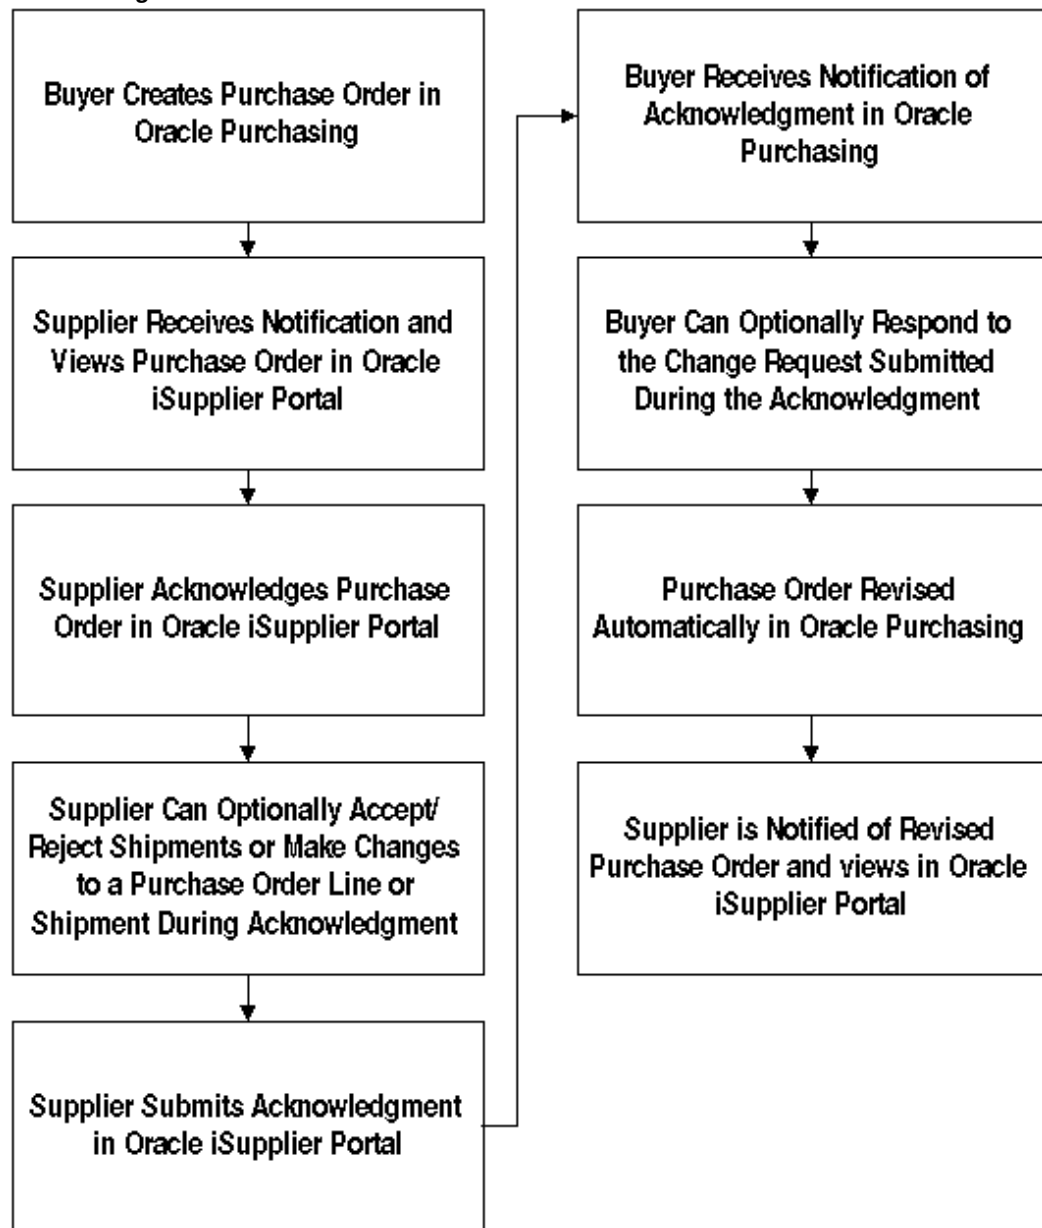 Buyer Creates Purchase Order in
Oracle Purchasing
Supplier Receives Notification and
Views Purchase Order in Oracle
iSupplier Portal
Supplier Acknowledges Purchase
Order in Oracle iSupplier Portal
Supplier Can Optionally Accept/
Reject Shipments or Make Changes
to a Purchase Order Line or
Shipment During Acknowledgment
Supplier Submits Acknowledgment
in Oracle iSupplier Portal
Buyer Receives Notification of
Acknowledgment in Oracle
Purchasing
Buyer Can Optionally Respond to
the Change Request Submitted
During the Acknowledgment
Purchase Order Revised
Automatically in Oracle Purchasing
Supplier is Notified of Revised
Purchase Order and views in Oracle
iSupplier Portal